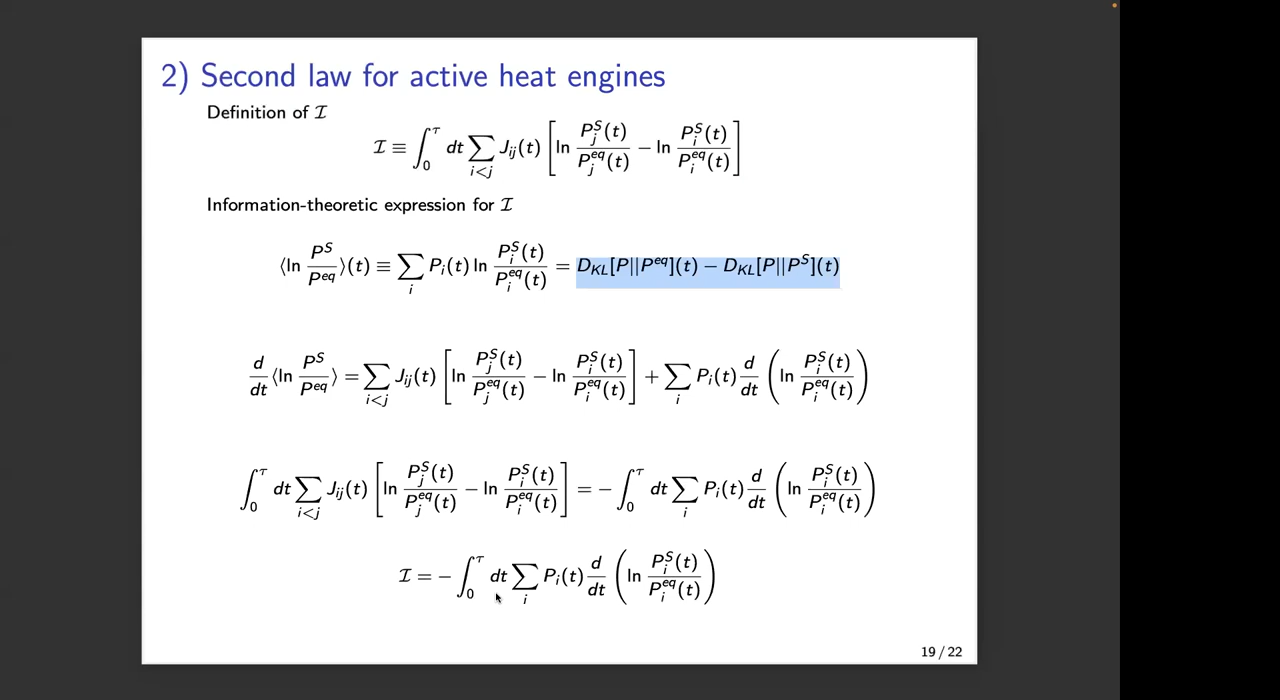 2) Second law for active heat engines
Definition of ℐ
ℐ ≡ ∫₀^τ dt ∑_{i<j} J_{ij}(t) [ln P_j^S(t)/P_j^{eq}(t) − ln P_i^S(t)/P_i^{eq}(t)]
Information-theoretic expression for ℐ
⟨ln P^S/P^{eq}⟩(t) ≡ ∑_i P_i(t) ln P_i^S(t)/P_i^{eq}(t) = D_{KL}[P||P^{eq}](t) − D_{KL}[P||P^S](t)
d/dt ⟨ln P^S/P^{eq}⟩ = ∑_{i<j} J_{ij}(t) [ln P_j^S(t)/P_j^{eq}(t) − ln P_i^S(t)/P_i^{eq}(t)] + ∑_i P_i(t) d/dt (ln P_i^S(t)/P_i^{eq}(t))
∫₀^τ dt ∑_{i<j} J_{ij}(t) [ln P_j^S(t)/P_j^{eq}(t) − ln P_i^S(t)/P_i^{eq}(t)] = − ∫₀^τ dt ∑_i P_i(t) d/dt (ln P_i^S(t)/P_i^{eq}(t))
ℐ = − ∫₀^τ dt ∑_i P_i(t) d/dt (ln P_i^S(t)/P_i^{eq}(t))
19 / 22